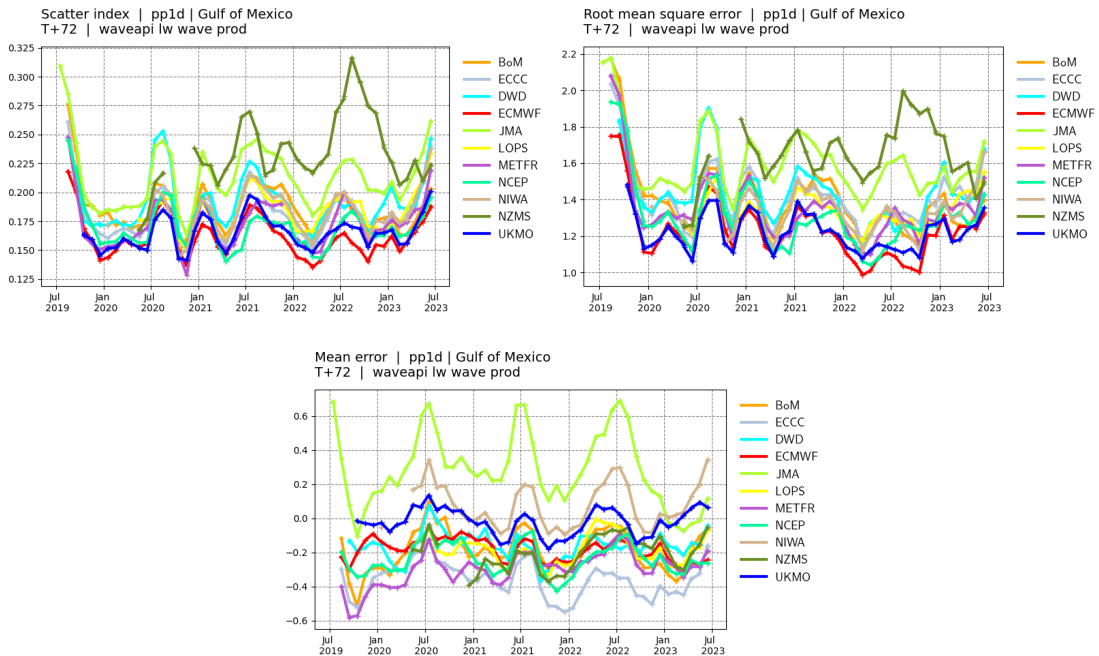 Scatter index | pp1d | Gulf of Mexico
T+72 | waveapi lw wave prod
0.325
0.300
0.275
0.250
0.225
0.200
0.175
0.150
0.125
Jul 2019
Jan 2020
Jul 2020
Jan 2021
Jul 2021
Jan 2022
Jul 2022
Jan 2023
Jul 2023
BoM
ECCC
DWD
ECMWF
JMA
LOPS
METFR
NCEP
NIWA
NZMS
UKMO
Root mean square error | pp1d | Gulf of Mexico
T+72 | waveapi lw wave prod
2.2
2.0
1.8
1.6
1.4
1.2
1.0
Jul 2019
Jan 2020
Jul 2020
Jan 2021
Jul 2021
Jan 2022
Jul 2022
Jan 2023
Jul 2023
BoM
ECCC
DWD
ECMWF
JMA
LOPS
METFR
NCEP
NIWA
NZMS
UKMO
Mean error | pp1d | Gulf of Mexico
T+72 | waveapi lw wave prod
0.6
0.4
0.2
0.0
−0.2
−0.4
−0.6
Jul 2019
Jan 2020
Jul 2020
Jan 2021
Jul 2021
Jan 2022
Jul 2022
Jan 2023
Jul 2023
BoM
ECCC
DWD
ECMWF
JMA
LOPS
METFR
NCEP
NIWA
NZMS
UKMO